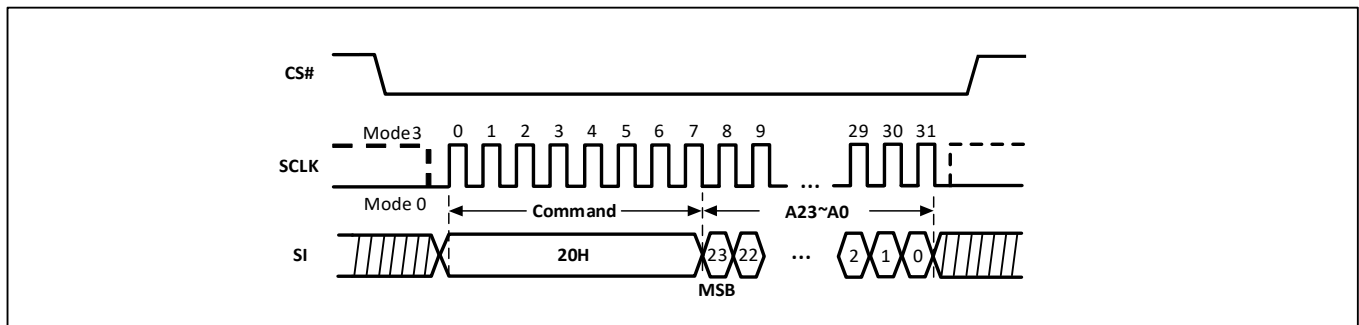 CS#
Mode3 0 1 2 3 4 5 6 7 8 9 29 30 31
SCLK
...
Mode 0
Command A23~A0
SI 20H 23 22 ... 2 1 0
MSB